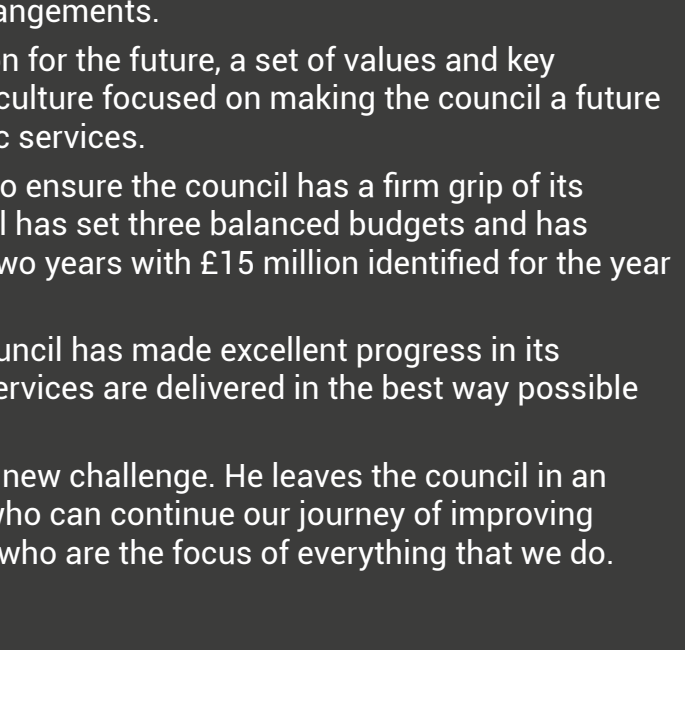 angements.
n for the future, a set of values and key
culture focused on making the council a future
c services.
o ensure the council has a firm grip of its
l has set three balanced budgets and has
wo years with £15 million identified for the year
uncil has made excellent progress in its
ervices are delivered in the best way possible
new challenge. He leaves the council in an
who can continue our journey of improving
who are the focus of everything that we do.